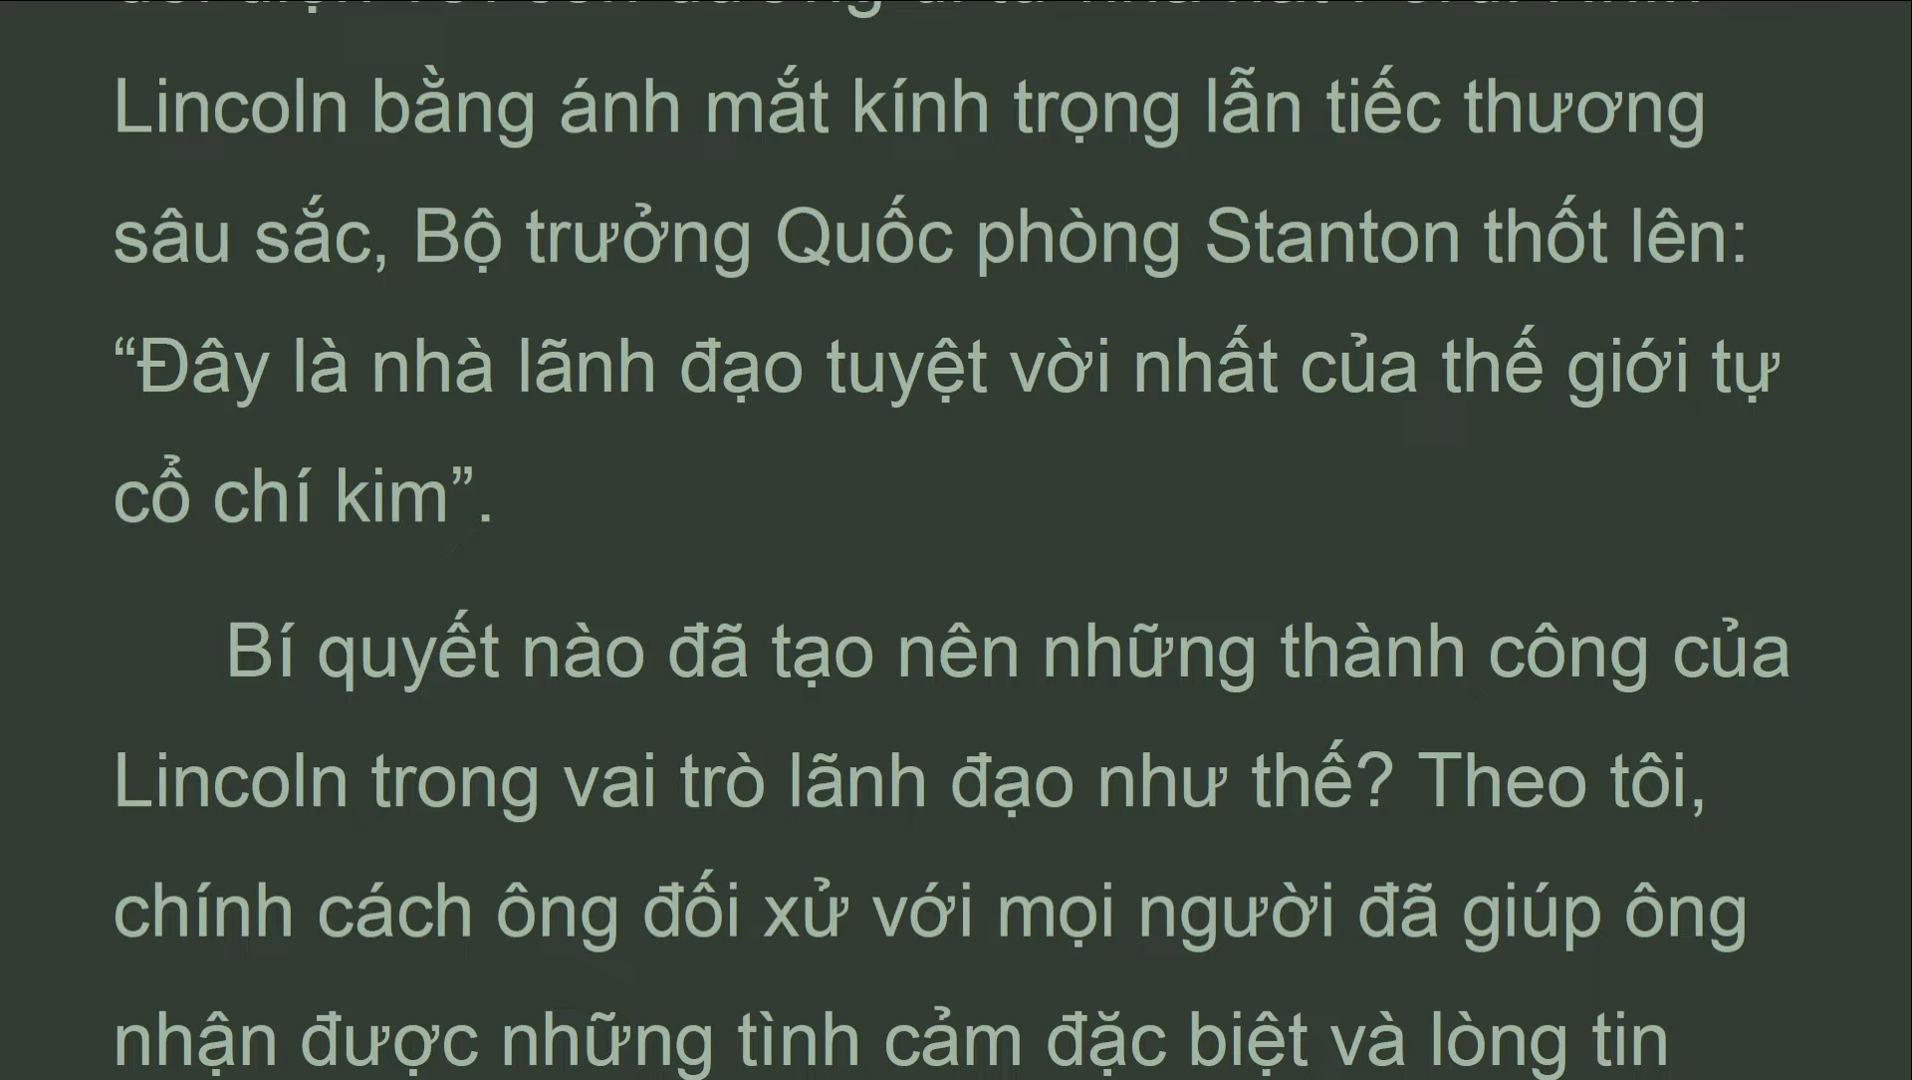 Lincoln bằng ánh mắt kính trọng lẫn tiếc thương
sâu sắc, Bộ trưởng Quốc phòng Stanton thốt lên:
“Đây là nhà lãnh đạo tuyệt vời nhất của thế giới tự
cổ chí kim”.
Bí quyết nào đã tạo nên những thành công của
Lincoln trong vai trò lãnh đạo như thế? Theo tôi,
chính cách ông đối xử với mọi người đã giúp ông
nhận được những tình cảm đặc biệt và lòng tin